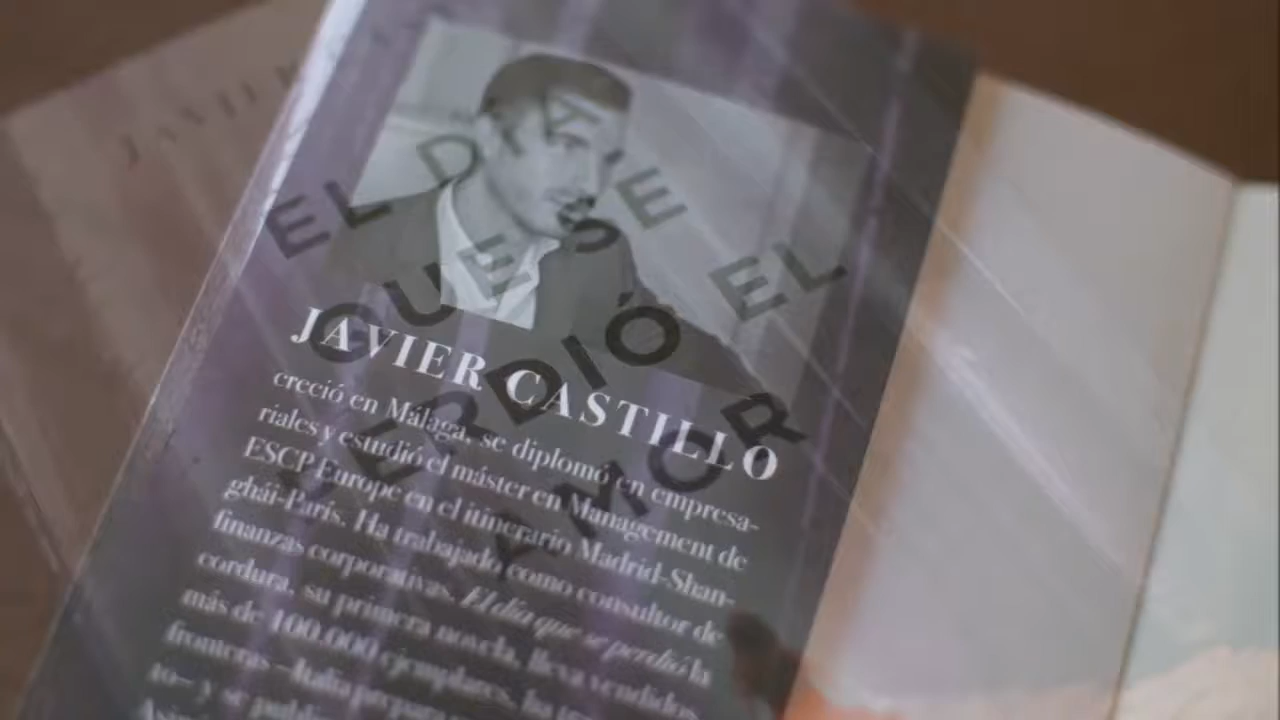 JAVIER
EL DÍA
QUE SE
PERDIÓ EL
AMOR
JAVIER CASTILLO
creció en Málaga, se diplomó en empresa-
riales y estudió el máster en Management de
ESCP Europe en el itinerario Madrid-Shan-
ghái-París. Ha trabajado como consultor de
finanzas corporativas. El día que se perdió la
cordura, su primera novela, lleva vendidos
más de 100.000 ejemplares, ha
fronteras —Italia
to— y se